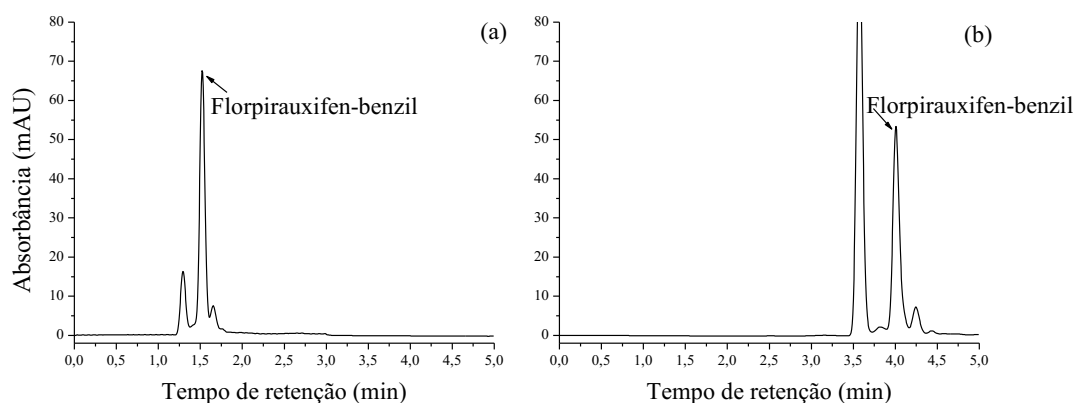 (a)
Florpirauxifen-benzil
Absorbância (mAU)
80
70
60
50
40
30
20
10
0
0,0 0,5 1,0 1,5 2,0 2,5 3,0 3,5 4,0 4,5 5,0
Tempo de retenção (min)
(b)
Florpirauxifen-benzil
80
70
60
50
40
30
20
10
0
0,0 0,5 1,0 1,5 2,0 2,5 3,0 3,5 4,0 4,5 5,0
Tempo de retenção (min)